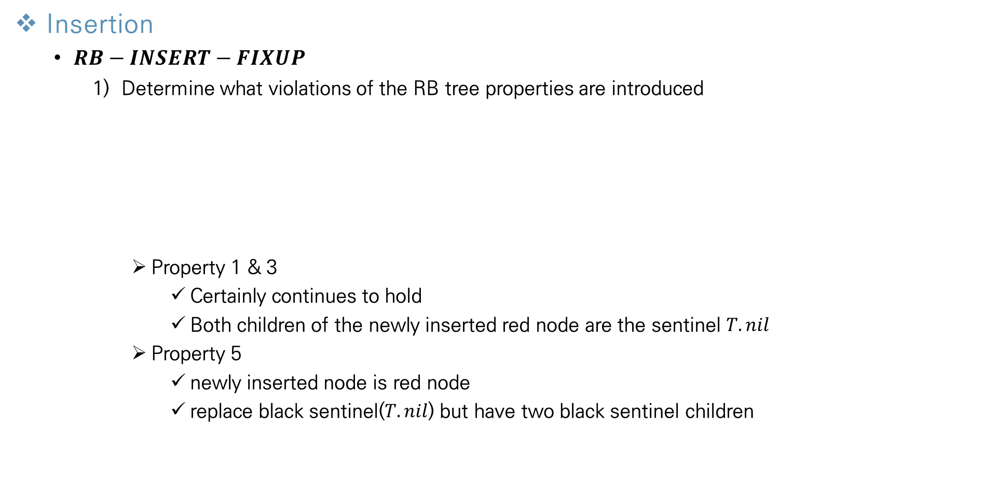 ❖ Insertion
• RB − INSERT − FIXUP
1) Determine what violations of the RB tree properties are introduced
➢ Property 1 & 3
✓ Certainly continues to hold
✓ Both children of the newly inserted red node are the sentinel T.nil
➢ Property 5
✓ newly inserted node is red node
✓ replace black sentinel(T.nil) but have two black sentinel children